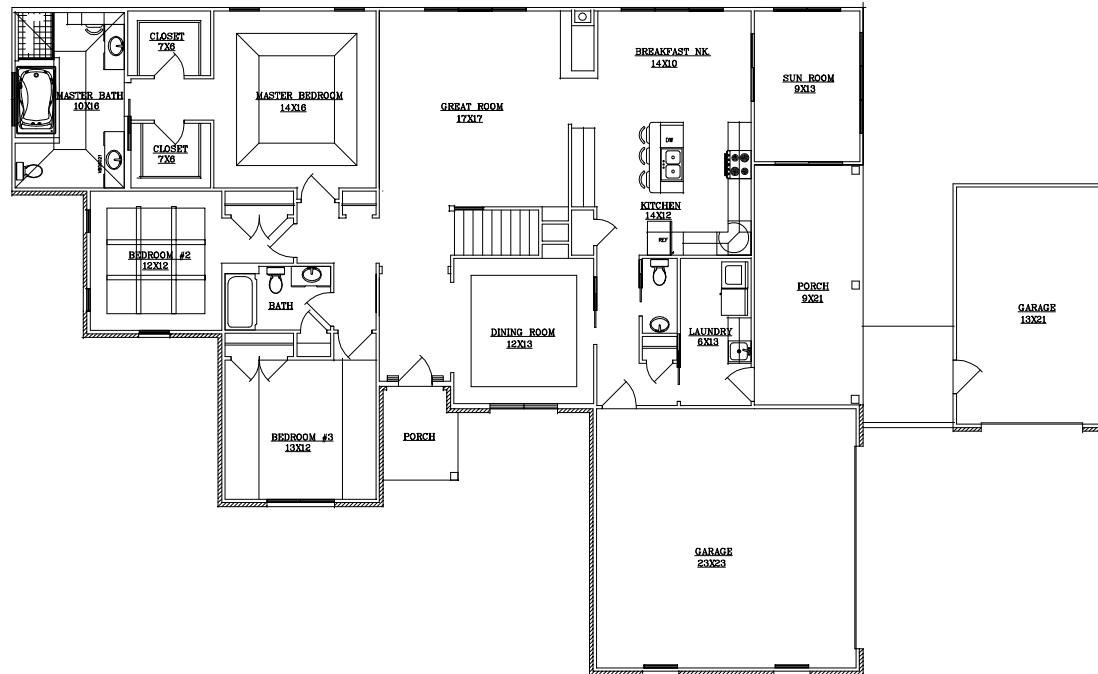 CLOSET
7X6
MASTER BATH
10X16
CLOSET
7X6
MASTER BEDROOM
14X16
GREAT ROOM
17X17
BREAKFAST NK.
14X10
SUN ROOM
9X13
DW
KITCHEN
14X12
REF
BEDROOM #2
12X12
BATH
DINING ROOM
12X13
LAUNDRY
6X13
PORCH
9X21
GARAGE
13X21
BEDROOM #3
13X12
PORCH
GARAGE
23X23